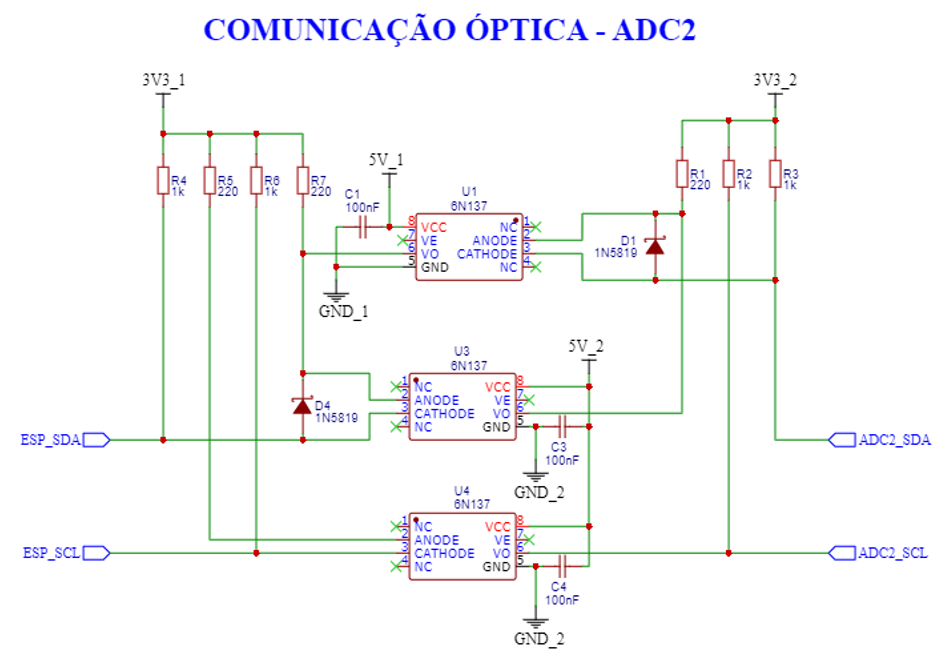 COMUNICAÇÃO ÓPTICA - ADC2
3V3_1
3V3_2
5V_1
R4
1k
R5
220
R6
1k
R7
220
C1
100nF
U1
6N137
R1
220
R2
1k
R3
1k
8 VCC
7 VE
6 VO
5 GND
NC 1
ANODE 2
CATHODE 3
NC 4
D1
1N5819
GND_1
5V_2
U3
6N137
1 NC
2 ANODE
3 CATHODE
4 NC
VCC 8
VE 7
VO 6
GND 5
D4
1N5819
ESP_SDA
ADC2_SDA
C3
100nF
GND_2
U4
6N137
1 NC
2 ANODE
3 CATHODE
4 NC
VCC 8
VE 7
VO 6
GND 5
ESP_SCL
ADC2_SCL
C4
100nF
GND_2